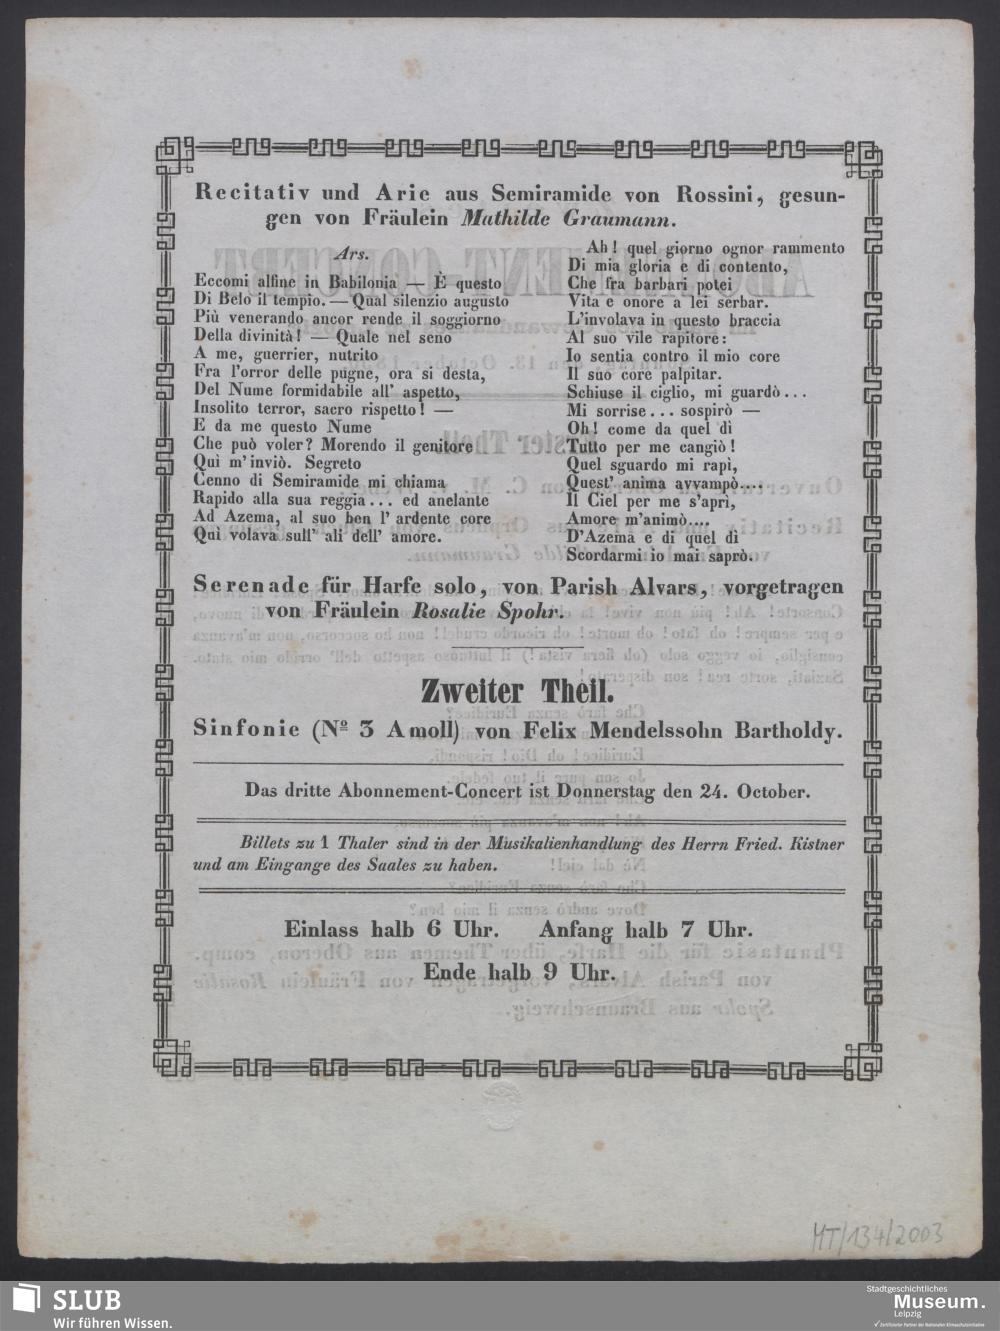 Recitativ und Arie aus Semiramide von Rossini, gesun-
gen von Fräulein Mathilde Graumann.
Ars.
Eccomi alfine in Babilonia — È questo
Di Belo il tempio. — Qual silenzio augusto
Più venerando ancor rende il soggiorno
Della divinità! — Quale nel seno
A me, guerrier, nutrito
Fra l'orror delle pugne, ora si desta,
Del Nume formidabile all' aspetto,
Insolito terror, sacro rispetto! —
E da me questo Nume
Che può voler? Morendo il genitore
Quì m'inviò. Segreto
Cenno di Semiramide mi chiama
Rapido alla sua reggia... ed anelante
Ad Azema, al suo ben l' ardente core
Quì volava sull' ali dell' amore.
Ah! quel giorno ognor rammento
Di mia gloria e di contento,
Che fra barbari potei
Vita e onore a lei serbar.
L'involava in questo braccia
Al suo vile rapitore:
Io sentia contro il mio core
Il suo core palpitar.
Schiuse il ciglio, mi guardò...
Mi sorrise... sospirò —
Oh! come da quel dì
Tutto per me cangiò!
Quel sguardo mi rapì,
Quest' anima avvampò....
Il Ciel per me s'aprì,
Amore m'animò....
D'Azema e di quel dì
Scordarmi io mai saprò.
Serenade für Harfe solo, von Parish Alvars, vorgetragen
von Fräulein Rosalie Spohr.
Zweiter Theil.
Sinfonie (No 3 Amoll) von Felix Mendelssohn Bartholdy.
Das dritte Abonnement-Concert ist Donnerstag den 24. October.
Billets zu 1 Thaler sind in der Musikalienhandlung des Herrn Fried. Kistner
und am Eingange des Saales zu haben.
Einlass halb 6 Uhr. Anfang halb 7 Uhr.
Ende halb 9 Uhr.
MT/134/2003
SLUB
Wir führen Wissen.
Stadtgeschichtliches
Museum.
Leipzig
Zertifizierter Partner der Nationalen Klimaschutzinitiative